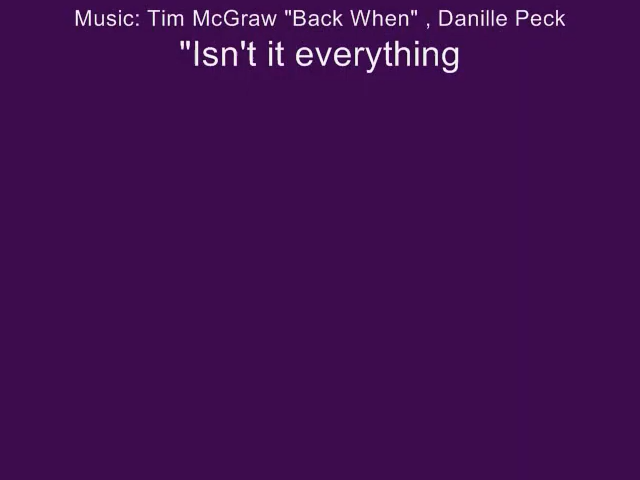 Music: Tim McGraw "Back When" , Danille Peck
"Isn't it everything